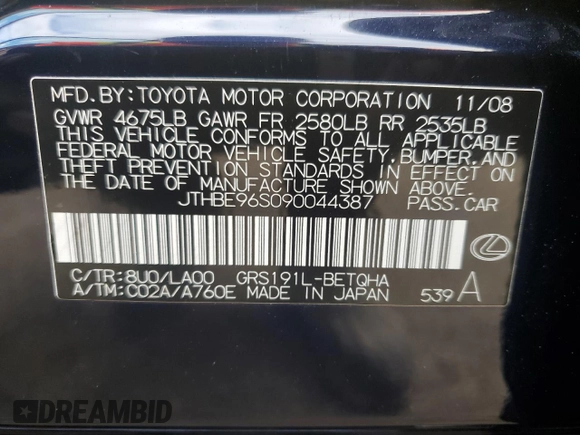 MFD. BY: TOYOTA MOTOR CORPORATION 11/08
GVWR 4675LB GAWR FR 2580LB RR 2535LB
THIS VEHICLE CONFORMS TO ALL APPLICABLE
FEDERAL MOTOR VEHICLE SAFETY, BUMPER, AND
THEFT PREVENTION STANDARDS IN EFFECT ON
THE DATE OF MANUFACTURE SHOWN ABOVE.
JTHBE96S090044387 PASS. CAR
C/TR: 8U0/LA00 GRS191L-BETQHA
A/TM: C02A/A760E MADE IN JAPAN 539 A
DREAMBID